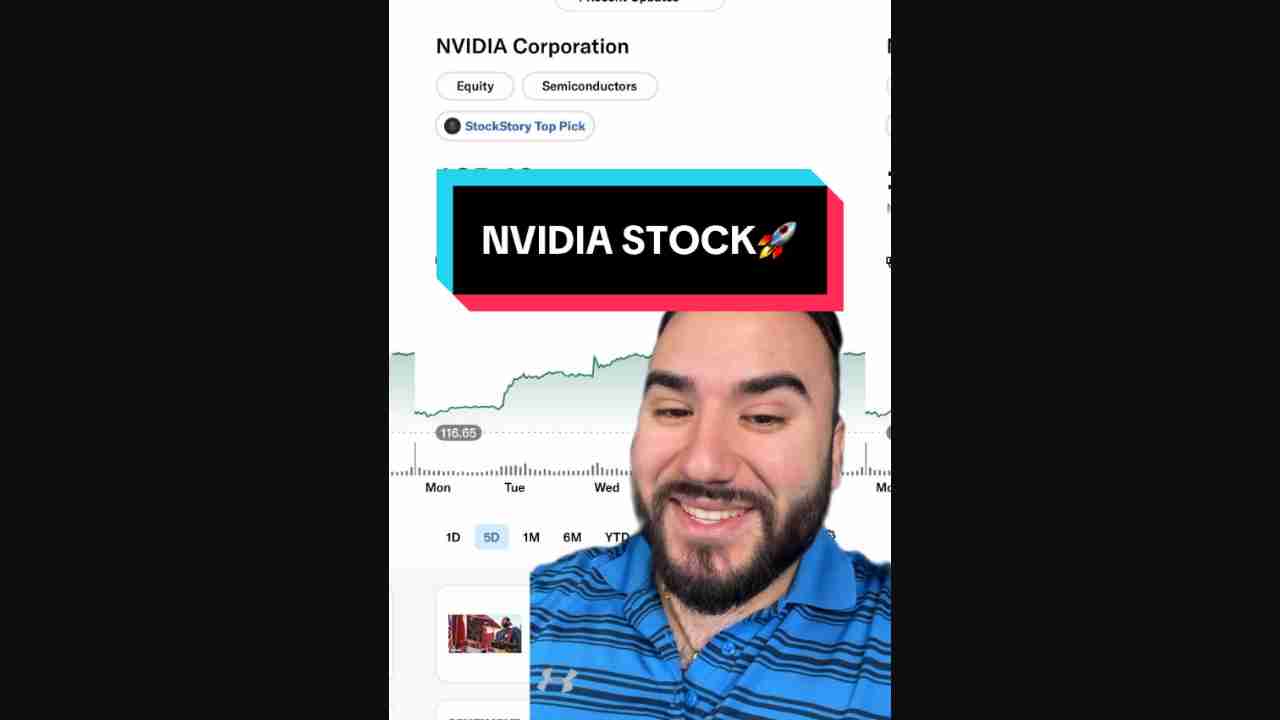 NVIDIA Corporation
Equity Semiconductors
StockStory Top Pick
NVIDIA STOCK🚀
116.65
Mon Tue Wed
1D 5D 1M 6M YTD